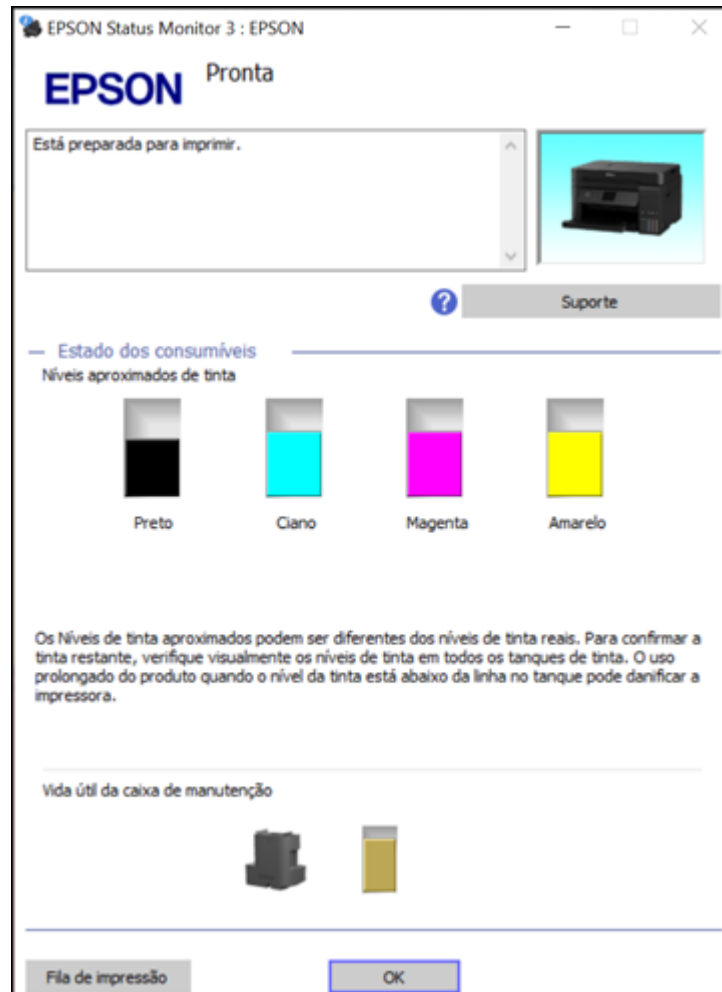 EPSON Status Monitor 3 : EPSON
EPSON
Pronta
Está preparada para imprimir.
Suporte
Estado dos consumíveis
Níveis aproximados de tinta
Preto
Ciano
Magenta
Amarelo
Os Níveis de tinta aproximados podem ser diferentes dos níveis de tinta reais. Para confirmar a
tinta restante, verifique visualmente os níveis de tinta em todos os tanques de tinta. O uso
prolongado do produto quando o nível da tinta está abaixo da linha no tanque pode danificar a
impressora.
Vida útil da caixa de manutenção
Fila de impressão
OK